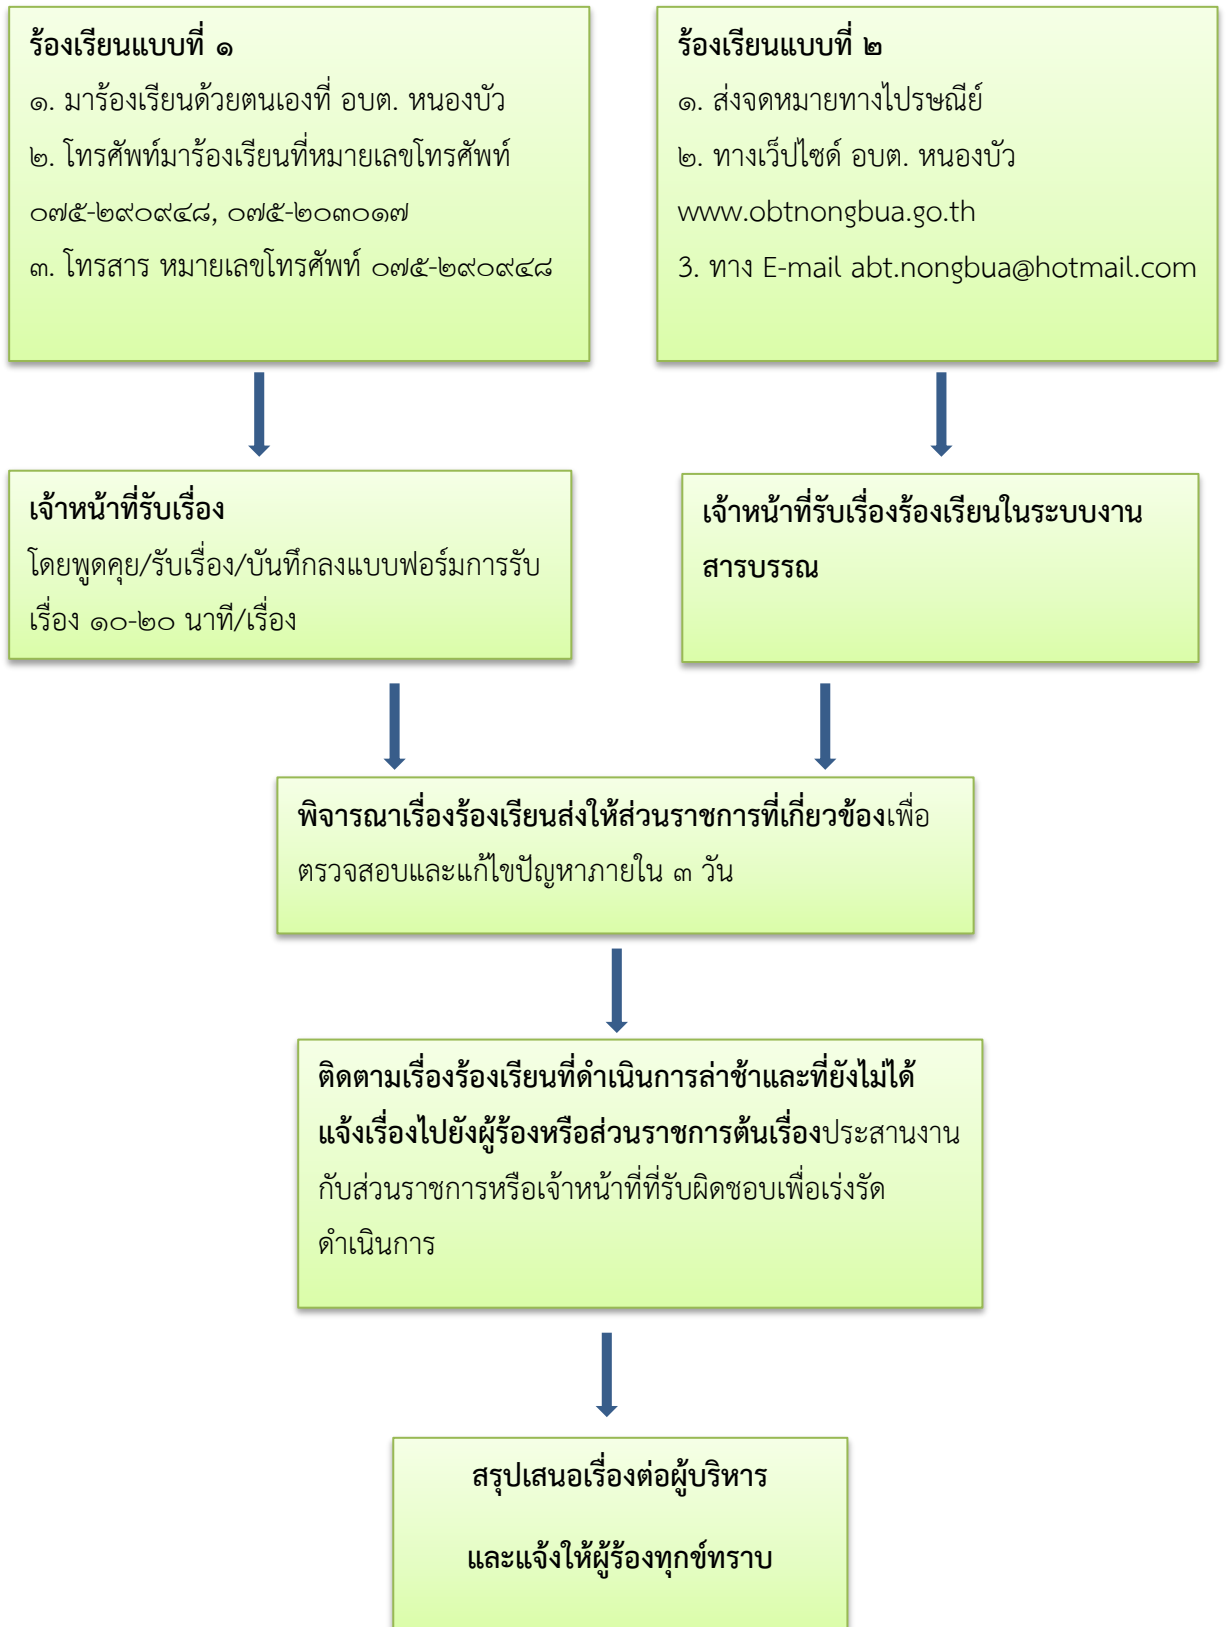 ร้องเรียนแบบที่ ๑
๑. มาร้องเรียนด้วยตนเองที่ อบต. หนองบัว
๒. โทรศัพท์มาร้องเรียนที่หมายเลขโทรศัพท์
๐๗๕-๒๙๐๙๔๘, ๐๗๕-๒๐๓๐๑๗
๓. โทรสาร หมายเลขโทรศัพท์ ๐๗๕-๒๙๐๙๔๘
ร้องเรียนแบบที่ ๒
๑. ส่งจดหมายทางไปรษณีย์
๒. ทางเว็ปไซด์ อบต. หนองบัว
www.obtnongbua.go.th
3. ทาง E-mail abt.nongbua@hotmail.com
เจ้าหน้าที่รับเรื่อง
โดยพูดคุย/รับเรื่อง/บันทึกลงแบบฟอร์มการรับ
เรื่อง ๑๐-๒๐ นาที/เรื่อง
เจ้าหน้าที่รับเรื่องร้องเรียนในระบบงาน
สารบรรณ
พิจารณาเรื่องร้องเรียนส่งให้ส่วนราชการที่เกี่ยวข้องเพื่อ
ตรวจสอบและแก้ไขปัญหาภายใน ๓ วัน
ติดตามเรื่องร้องเรียนที่ดำเนินการล่าช้าและที่ยังไม่ได้
แจ้งเรื่องไปยังผู้ร้องหรือส่วนราชการต้นเรื่องประสานงาน
กับส่วนราชการหรือเจ้าหน้าที่ที่รับผิดชอบเพื่อเร่งรัด
ดำเนินการ
สรุปเสนอเรื่องต่อผู้บริหาร
และแจ้งให้ผู้ร้องทุกข์ทราบ